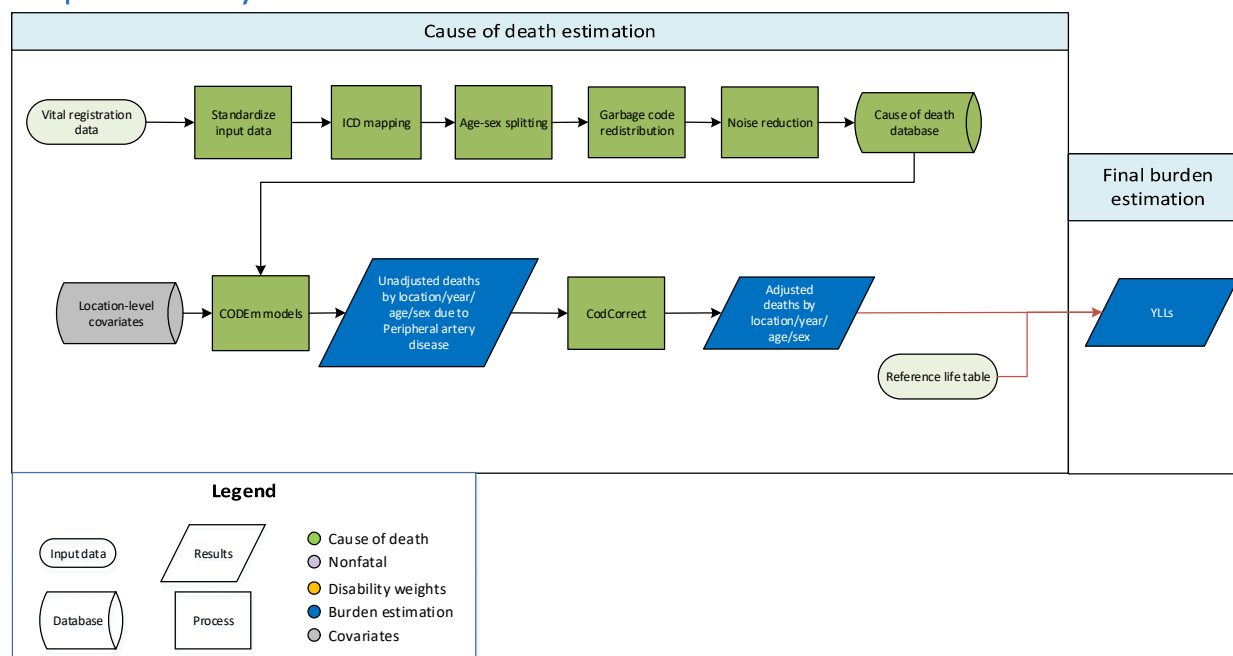 Cause of death estimation
Vital registration
data
Standardize
input data
ICD mapping
Age-sex splitting
Garbage code
redistribution
Noise reduction
Cause of death
database
Final burden
estimation
Location-level
covariates
CODEm models
Unadjusted deaths
by location/year/
age/sex due to
Peripheral artery
disease
CodCorrect
Adjusted
deaths by
location/year/
age/sex
YLLs
Reference life table
Legend
Input data
Results
Database
Process
Cause of death
Nonfatal
Disability weights
Burden estimation
Covariates